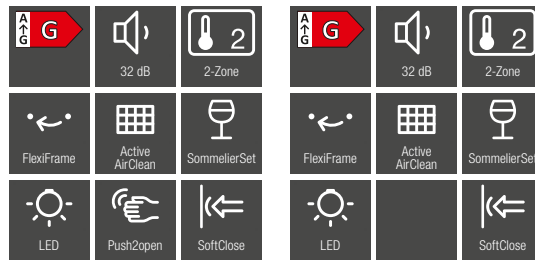 A
G
G
32 dB
2
2-Zone
FlexiFrame
Active
AirClean
SommelierSet
LED
Push2open
SoftClose
A
G
G
32 dB
2
2-Zone
FlexiFrame
Active
AirClean
SommelierSet
LED
SoftClose